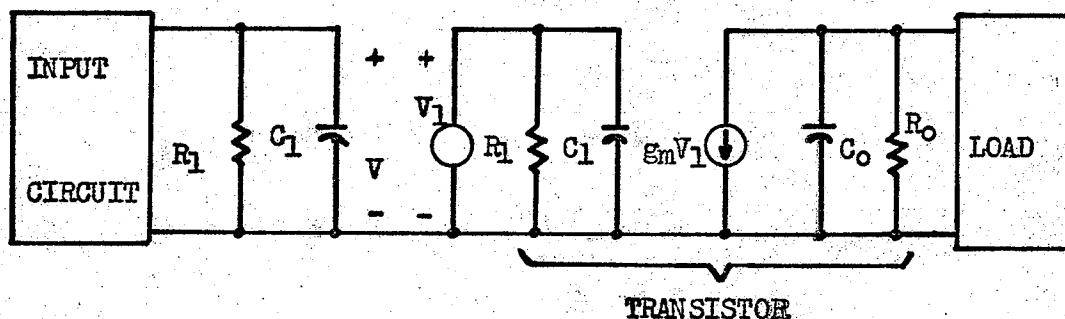 INPUT
CIRCUIT
R1
C1
+
V
-
+
V1
-
R1
C1
gmV1
Co
Ro
LOAD
TRANSISTOR